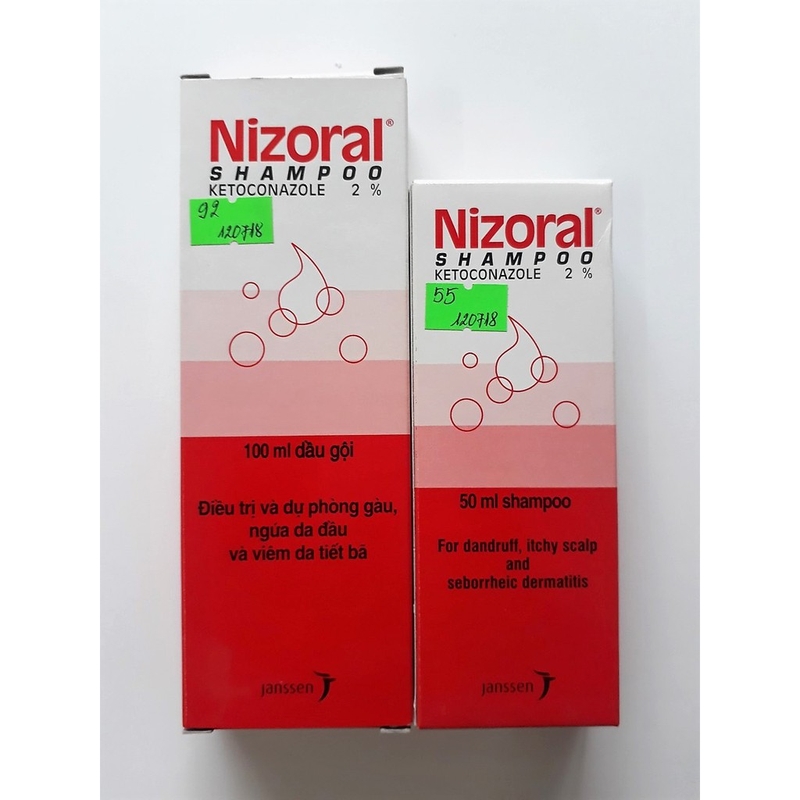 Nizoral®
SHAMPOO
KETOCONAZOLE 2 %
92
120718
100 ml dầu gội
Điều trị và dự phòng gàu,
ngứa da đầu
và viêm da tiết bã
janssen
Nizoral®
SHAMPOO
KETOCONAZOLE 2 %
55
120718
50 ml shampoo
For dandruff, itchy scalp
and
seborrheic dermatitis
janssen